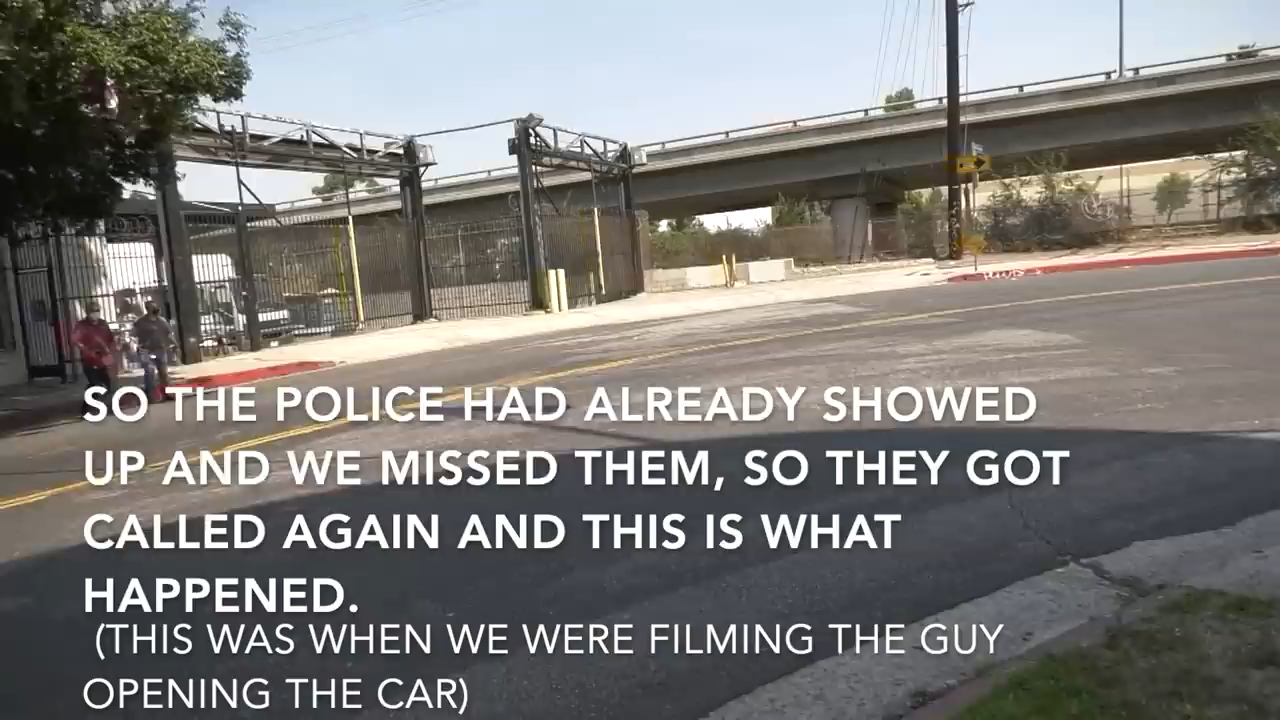 SO THE POLICE HAD ALREADY SHOWED
UP AND WE MISSED THEM, SO THEY GOT
CALLED AGAIN AND THIS IS WHAT
HAPPENED.
(THIS WAS WHEN WE WERE FILMING THE GUY
OPENING THE CAR)